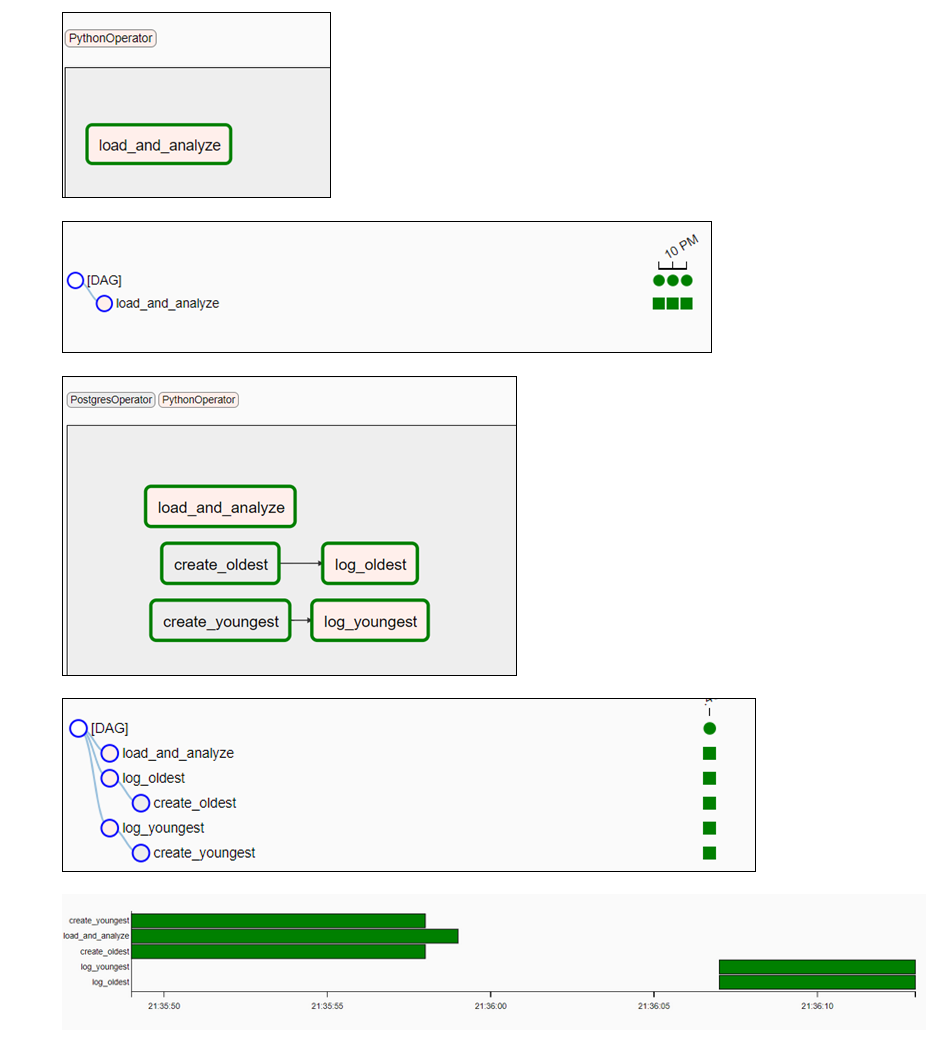 PythonOperator
load_and_analyze
10 PM
[DAG]
load_and_analyze
PostgresOperator PythonOperator
load_and_analyze
create_oldest log_oldest
create_youngest log_youngest
[DAG]
load_and_analyze
log_oldest
create_oldest
log_youngest
create_youngest
create_youngest
load_and_analyze
create_oldest
log_youngest
log_oldest
21:35:50 21:35:55 21:36:00 21:36:05 21:36:10